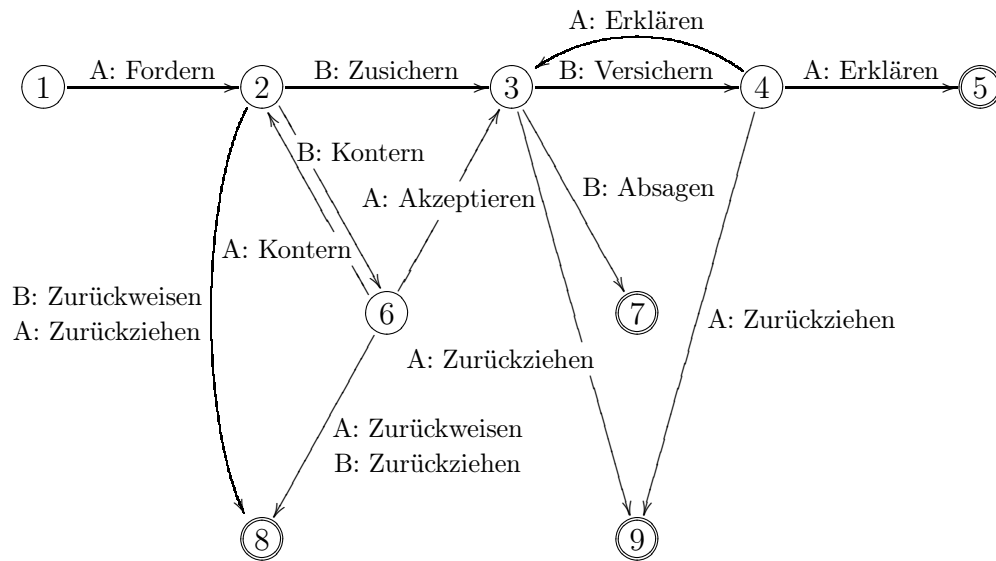 A: Erklären
1
A: Fordern
2
B: Zusichern
3
B: Versichern
4
A: Erklären
5
B: Kontern
A: Akzeptieren
B: Absagen
A: Kontern
B: Zurückweisen
A: Zurückziehen
6
7
A: Zurückziehen
A: Zurückziehen
A: Zurückweisen
B: Zurückziehen
8
9